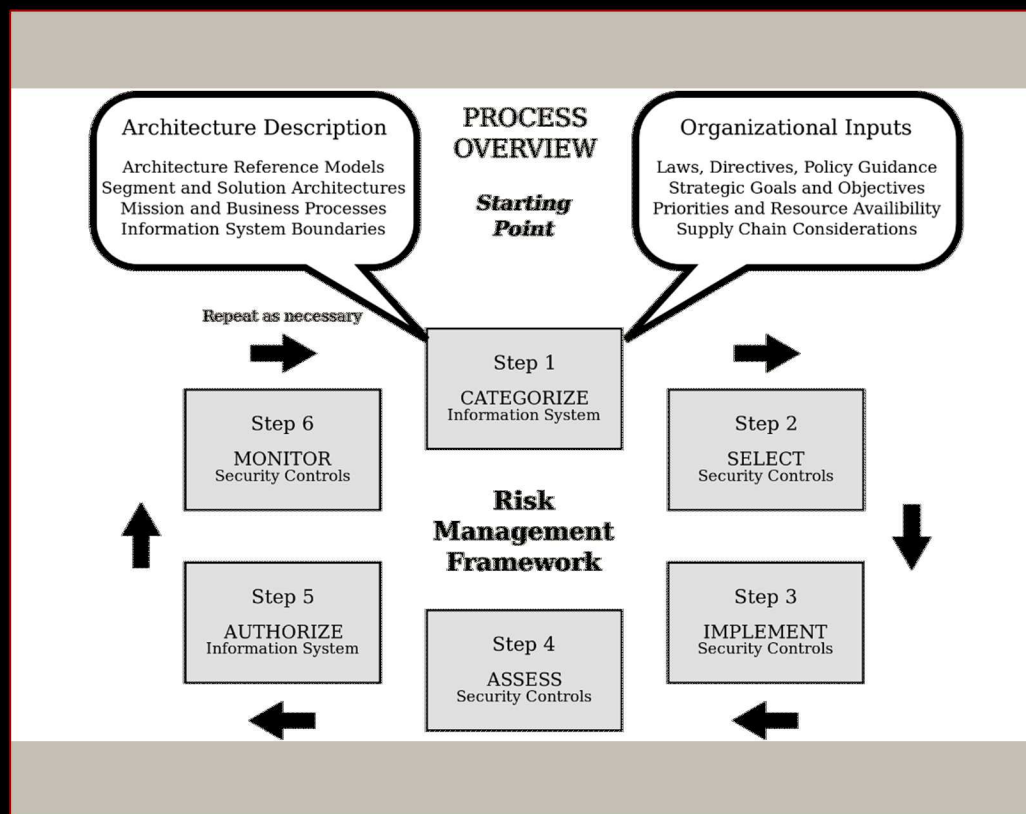 PROCESS
OVERVIEW
Starting
Point
Architecture Description
Architecture Reference Models
Segment and Solution Architectures
Mission and Business Processes
Information System Boundaries
Organizational Inputs
Laws, Directives, Policy Guidance
Strategic Goals and Objectives
Priorities and Resource Availibility
Supply Chain Considerations
Repeat as necessary
Step 1
CATEGORIZE
Information System
Step 2
SELECT
Security Controls
Step 3
IMPLEMENT
Security Controls
Step 4
ASSESS
Security Controls
Step 5
AUTHORIZE
Information System
Step 6
MONITOR
Security Controls
Risk
Management
Framework